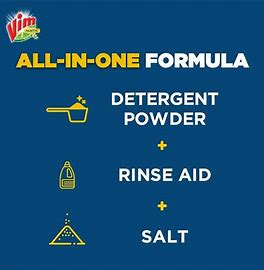 Vim
ALL-IN-ONE FORMULA
DETERGENT
POWDER
+
RINSE AID
+
SALT